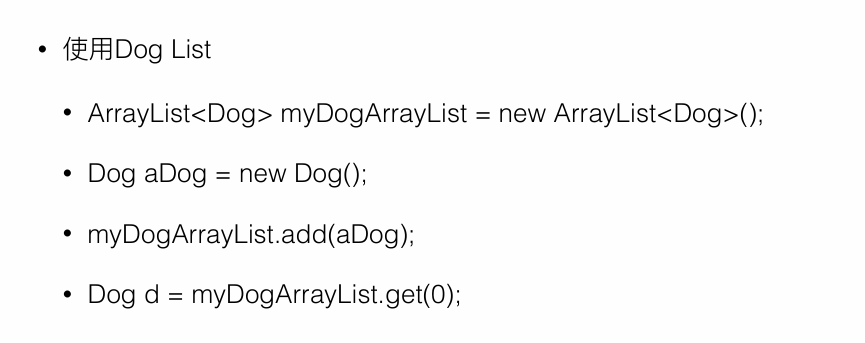 • 使用Dog List
• ArrayList<Dog> myDogArrayList = new ArrayList<Dog>();
• Dog aDog = new Dog();
• myDogArrayList.add(aDog);
• Dog d = myDogArrayList.get(0);